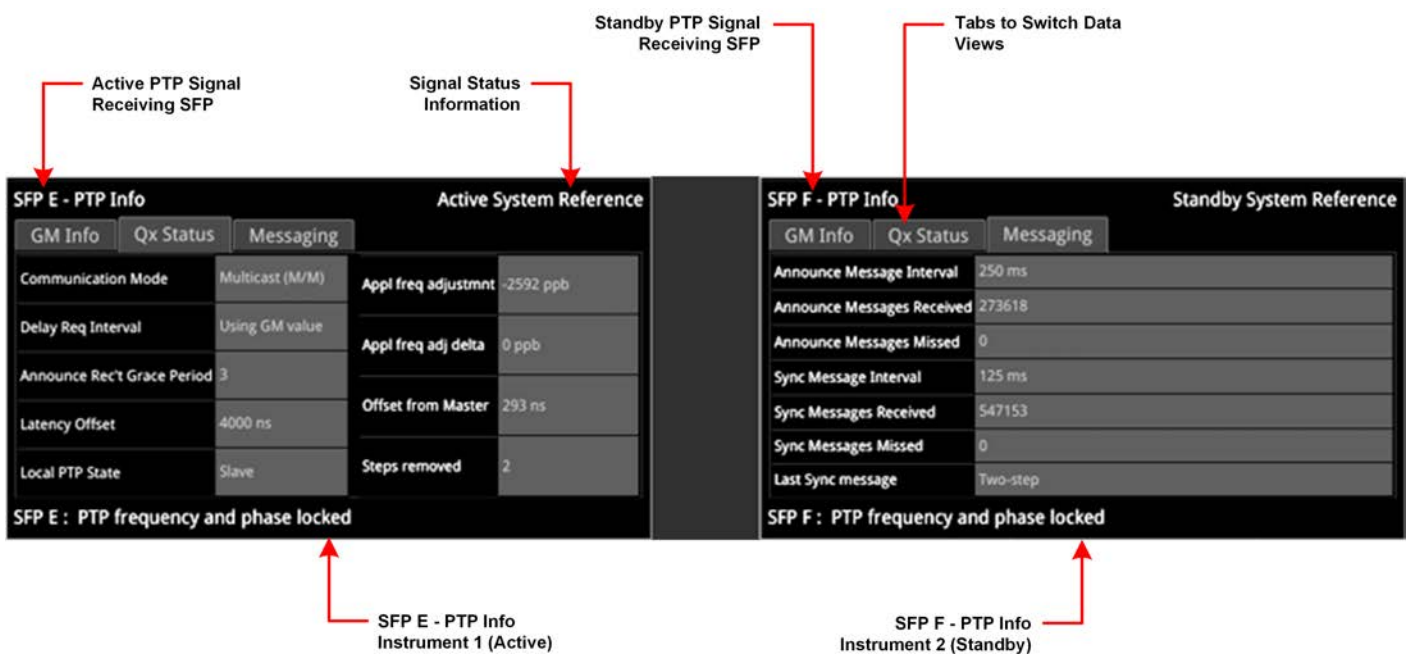 Standby PTP Signal
Receiving SFP
Tabs to Switch Data
Views
Active PTP Signal
Receiving SFP
Signal Status
Information
SFP E - PTP Info
Active System Reference
GM Info
Qx Status
Messaging
Communication Mode
Multicast (M/M)
Delay Req Interval
Using GM value
Announce Rec't Grace Period
3
Latency Offset
4000 ns
Local PTP State
Slave
Appl freq adjustmnt
-2592 ppb
Appl freq adj delta
0 ppb
Offset from Master
293 ns
Steps removed
2
SFP E : PTP frequency and phase locked
SFP F - PTP Info
Standby System Reference
GM Info
Qx Status
Messaging
Announce Message Interval
250 ms
Announce Messages Received
273618
Announce Messages Missed
0
Sync Message Interval
125 ms
Sync Messages Received
547153
Sync Messages Missed
0
Last Sync message
Two-step
SFP F : PTP frequency and phase locked
SFP E - PTP Info
Instrument 1 (Active)
SFP F - PTP Info
Instrument 2 (Standby)